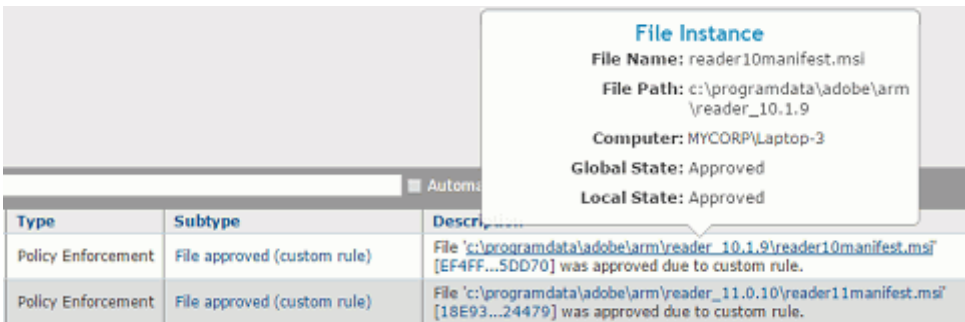 File Instance
File Name: reader10manifest.msi
File Path: c:\programdata\adobe\arm
\reader_10.1.9
Computer: MYCORP\Laptop-3
Global State: Approved
Local State: Approved
Type Subtype
Policy Enforcement File approved (custom rule) File 'c:\programdata\adobe\arm\reader_10.1.9\reader10manifest.msi'
[EF4FF...5DD70] was approved due to custom rule.
Policy Enforcement File approved (custom rule) File 'c:\programdata\adobe\arm\reader_11.0.10\reader11manifest.msi'
[18E93...24479] was approved due to custom rule.